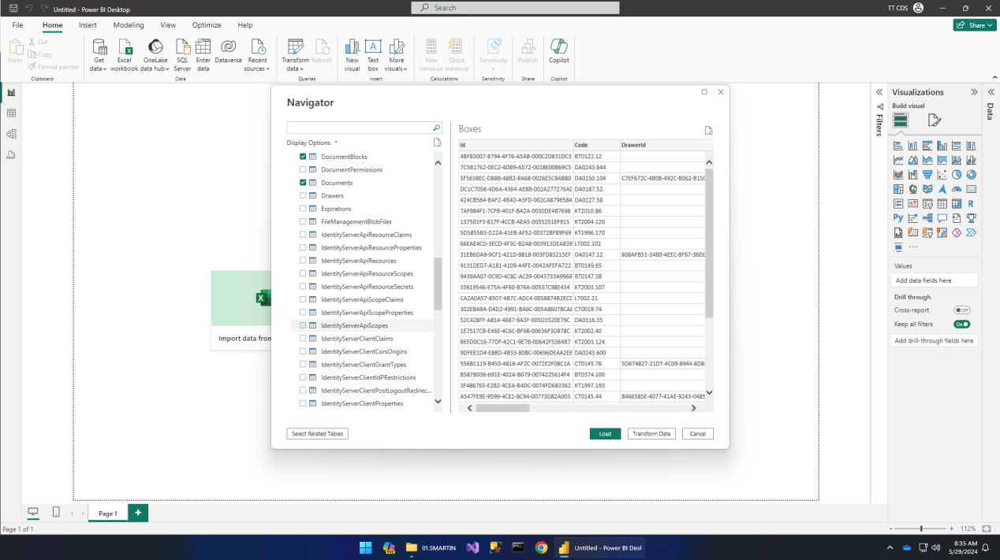 Untitled - Power BI Desktop
Search
TT CDS
File Home Insert Modeling View Optimize Help
Share
Paste
Cut
Copy
Format painter
Get data
Excel workbook
OneLake data hub
SQL Server
Enter data
Dataverse
Recent sources
Transform data
Refresh
New visual
Text box
More visuals
New measure
Quick measure
Sensitivity
Publish
Copilot
Clipboard Data Queries Insert Calculations Sensitivity Share Copilot
Import data from
Navigator
Display Options
DocumentBlocks
DocumentPermissions
Documents
Drawers
Expirations
FileManagementBlobFiles
IdentityServerApiResourceClaims
IdentityServerApiResourceProperties
IdentityServerApiResources
IdentityServerApiResourceScopes
IdentityServerApiResourceSecrets
IdentityServerApiScopeClaims
IdentityServerApiScopeProperties
IdentityServerApiScopes
IdentityServerClientClaims
IdentityServerClientCorsOrigins
IdentityServerClientGrantTypes
IdentityServerClientIdPRestrictions
IdentityServerClientPostLogoutRedirec...
IdentityServerClientProperties
Boxes
Id Code DrawerId
4BF83007-8794-4F76-A5AB-000C2D831DC3 BT0122.12
7C5B1762-0EC2-4DB9-A572-0018E00B69C5 DA0243.644
5F5638EC-D88B-48B2-8A68-0026E5C9AB80 DA0150.104 C7EF672C-4B0B-492C-B062-B15D
DC1C7058-4D6A-4364-AE8B-002A277276AD DA0187.52
424CB564-BAF2-4B4D-A3FD-002CA8796584 DA0227.38
7AF984F1-7CFB-401F-BA2A-0030DE4B7698 KT2010.86
137501F3-817F-4CCB-AEA5-0035251EF915 KT2004.120
5D5855B3-D22A-41EB-AF52-00372BFB9F69 KT1996.170
66EAE4CD-3ECD-4F3C-B2A8-003913DEA839 LT002.102
31EB6DA9-9CF1-421D-9818-003FD83215EF DA0147.12 808AFB51-34B0-4EEC-8F67-36DD
9131DED7-A181-4109-A4FE-0042AFEFA722 BT0149.65
9439AA07-0C9D-4C8C-AC39-0043733A9968 BT0147.38
33619546-E75A-4F60-B76A-00537C98E434 KT2003.107
CA2A0A57-8507-4B7C-ADC4-0058874B2ECD LT002.21
302EBA9A-D4D2-4991-BA6C-005A86078CA8 CT0019.74
52C428FF-A814-4687-9A3F-005D3520E79C DA0316.35
1E7517CB-E46E-4C6C-BF98-00636F3D878C KT2002.40
865D0C16-77DF-42C1-9E7B-00642F5384B7 KT2003.124
9DFEE1D4-E8BD-4B33-80BC-00696DEAA2EE DA0243.600
556BC119-B450-4816-AF2C-0072E2F08C1A CT0145.76 5D674827-21D7-4C09-8944-8D8
B587B036-691E-402A-B079-0074225614F4 BT0374.100
3F486765-E2B2-4CEA-B4DC-0074FD683362 KT1997.193
A547FE9E-9599-4CE1-8C94-00773D82A003 CT0145.44 B466585E-4077-41AE-9243-0485
Select Related Tables
Load
Transform Data
Cancel
Filters
Visualizations
Build visual
R
Py
Values
Add data fields here
Drill through
Cross-report Off
Keep all filters On
Add drill-through fields here
Data
Page 1
Page 1 of 1
112%
01.SMARTIN
Untitled - Power BI Desi
8:35 AM
5/29/2024